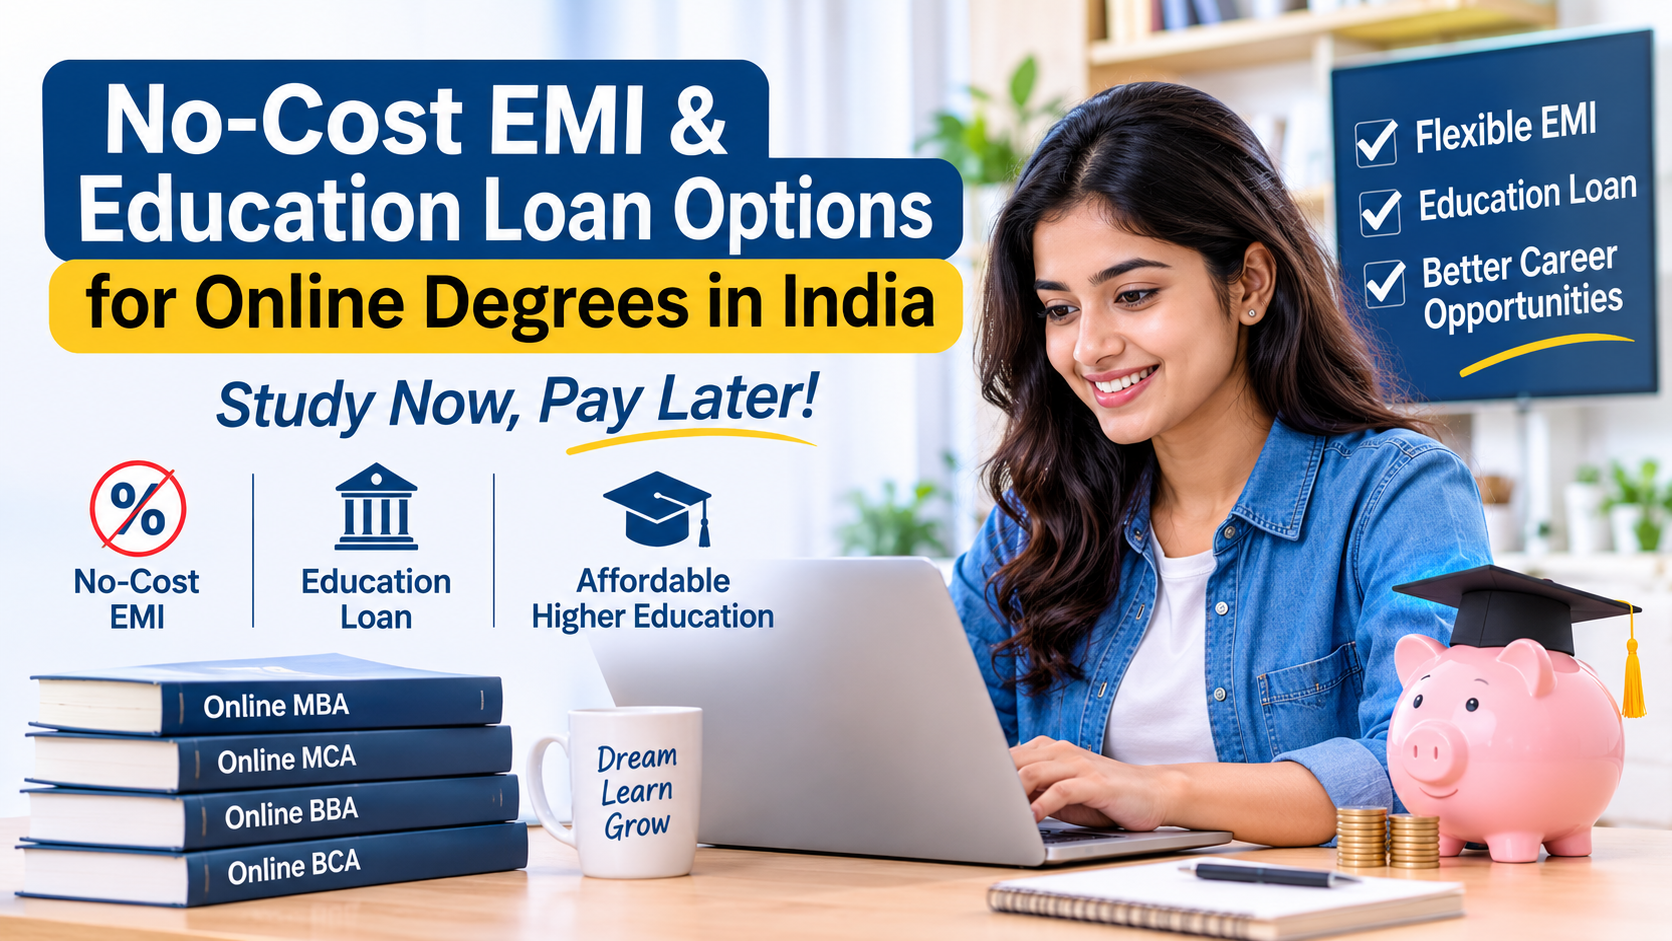 No-Cost EMI &
Education Loan Options
for Online Degrees in India
Study Now, Pay Later!
%
No-Cost
EMI
Education
Loan
Affordable
Higher Education
Flexible EMI
Education Loan
Better Career
Opportunities
Online MBA
Online MCA
Online BBA
Online BCA
Dream
Learn
Grow